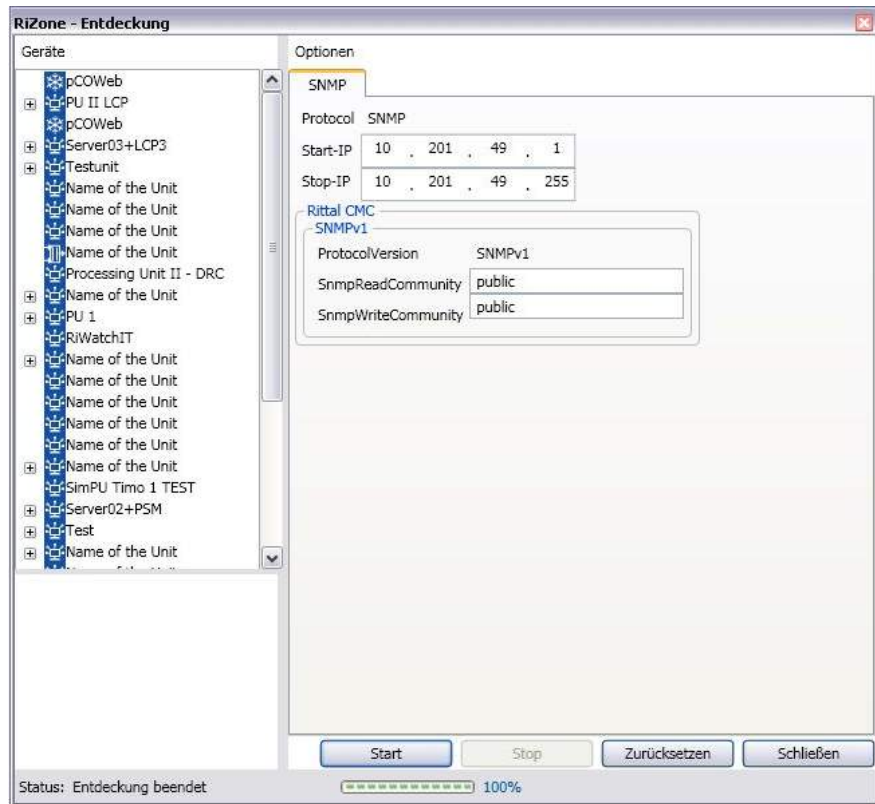 RiZone - Entdeckung
Geräte
pCOWeb
PU II LCP
pCOWeb
Server03+LCP3
Testunit
Name of the Unit
Name of the Unit
Name of the Unit
Name of the Unit
Processing Unit II - DRC
Name of the Unit
PU 1
RiWatchIT
Name of the Unit
Name of the Unit
Name of the Unit
Name of the Unit
Name of the Unit
Name of the Unit
SimPU Timo 1 TEST
Server02+PSM
Test
Name of the Unit
Optionen
SNMP
Protocol SNMP
Start-IP 10 . 201 . 49 . 1
Stop-IP 10 . 201 . 49 . 255
Rittal CMC
SNMPv1
ProtocolVersion SNMPv1
SnmpReadCommunity public
SnmpWriteCommunity public
Start Stop Zurücksetzen Schließen
Status: Entdeckung beendet 100%